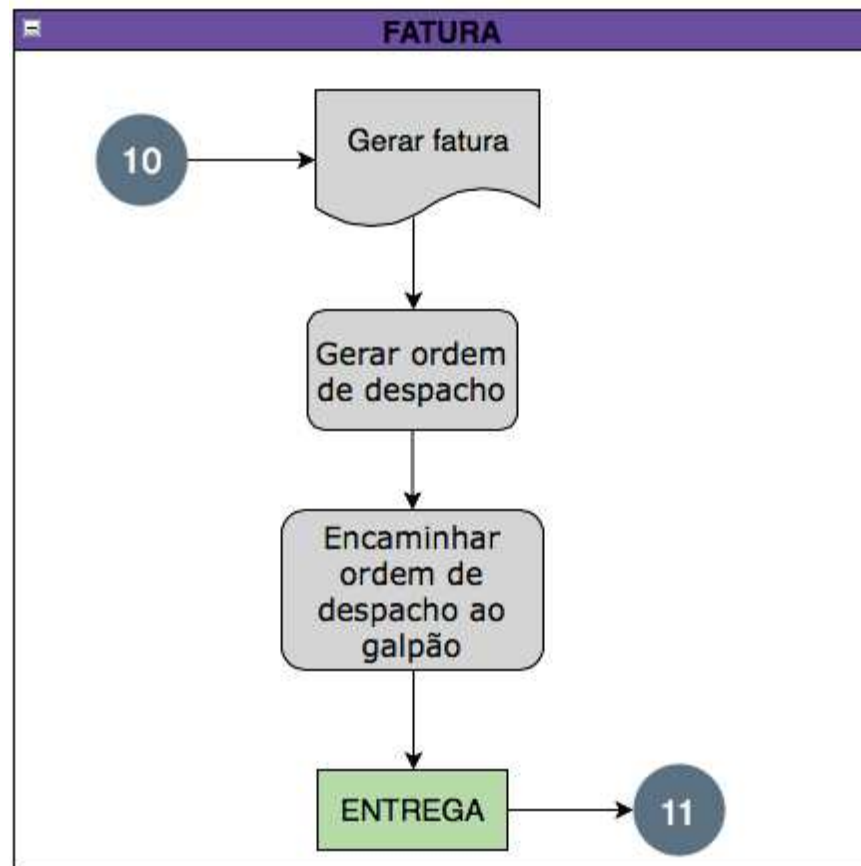 FATURA
10
Gerar fatura
Gerar ordem
de despacho
Encaminhar
ordem de
despacho ao
galpão
ENTREGA
11